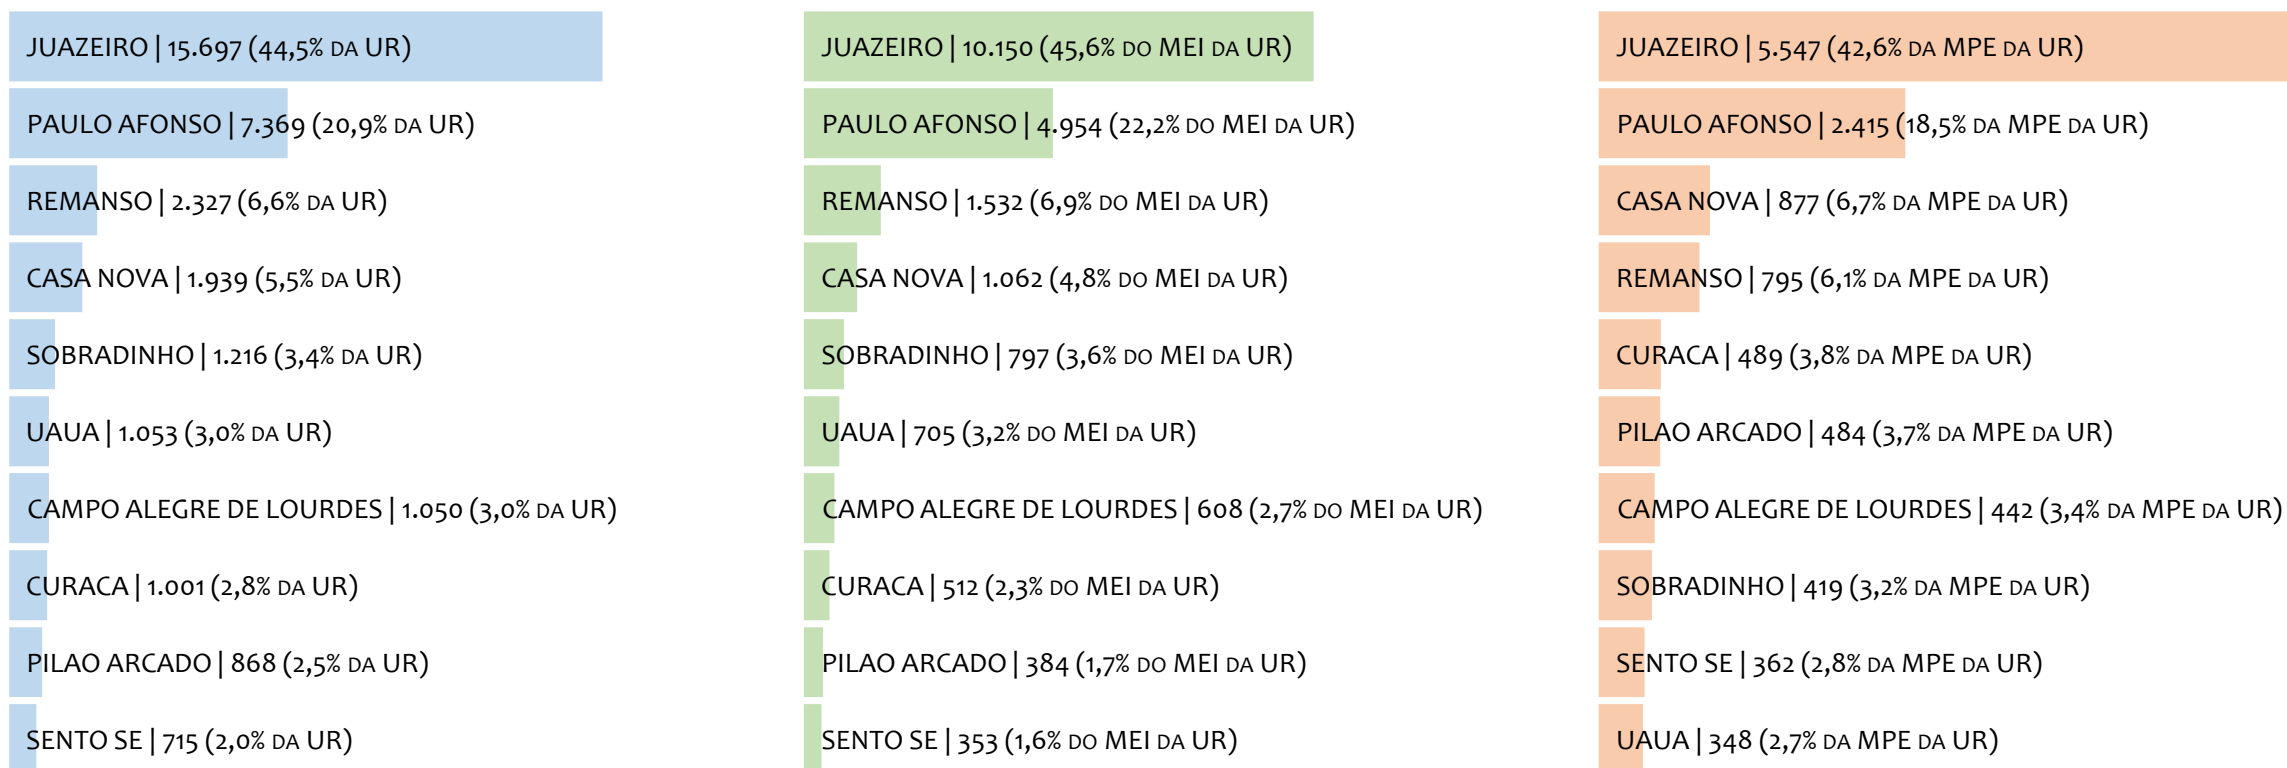 JUAZEIRO | 15.697 (44,5% DA UR)
PAULO AFONSO | 7.369 (20,9% DA UR)
REMANSO | 2.327 (6,6% DA UR)
CASA NOVA | 1.939 (5,5% DA UR)
SOBRADINHO | 1.216 (3,4% DA UR)
UAUA | 1.053 (3,0% DA UR)
CAMPO ALEGRE DE LOURDES | 1.050 (3,0% DA UR)
CURACA | 1.001 (2,8% DA UR)
PILAO ARCADO | 868 (2,5% DA UR)
SENTO SE | 715 (2,0% DA UR)
JUAZEIRO | 10.150 (45,6% DO MEI DA UR)
PAULO AFONSO | 4.954 (22,2% DO MEI DA UR)
REMANSO | 1.532 (6,9% DO MEI DA UR)
CASA NOVA | 1.062 (4,8% DO MEI DA UR)
SOBRADINHO | 797 (3,6% DO MEI DA UR)
UAUA | 705 (3,2% DO MEI DA UR)
CAMPO ALEGRE DE LOURDES | 608 (2,7% DO MEI DA UR)
CURACA | 512 (2,3% DO MEI DA UR)
PILAO ARCADO | 384 (1,7% DO MEI DA UR)
SENTO SE | 353 (1,6% DO MEI DA UR)
JUAZEIRO | 5.547 (42,6% DA MPE DA UR)
PAULO AFONSO | 2.415 (18,5% DA MPE DA UR)
CASA NOVA | 877 (6,7% DA MPE DA UR)
REMANSO | 795 (6,1% DA MPE DA UR)
CURACA | 489 (3,8% DA MPE DA UR)
PILAO ARCADO | 484 (3,7% DA MPE DA UR)
CAMPO ALEGRE DE LOURDES | 442 (3,4% DA MPE DA UR)
SOBRADINHO | 419 (3,2% DA MPE DA UR)
SENTO SE | 362 (2,8% DA MPE DA UR)
UAUA | 348 (2,7% DA MPE DA UR)